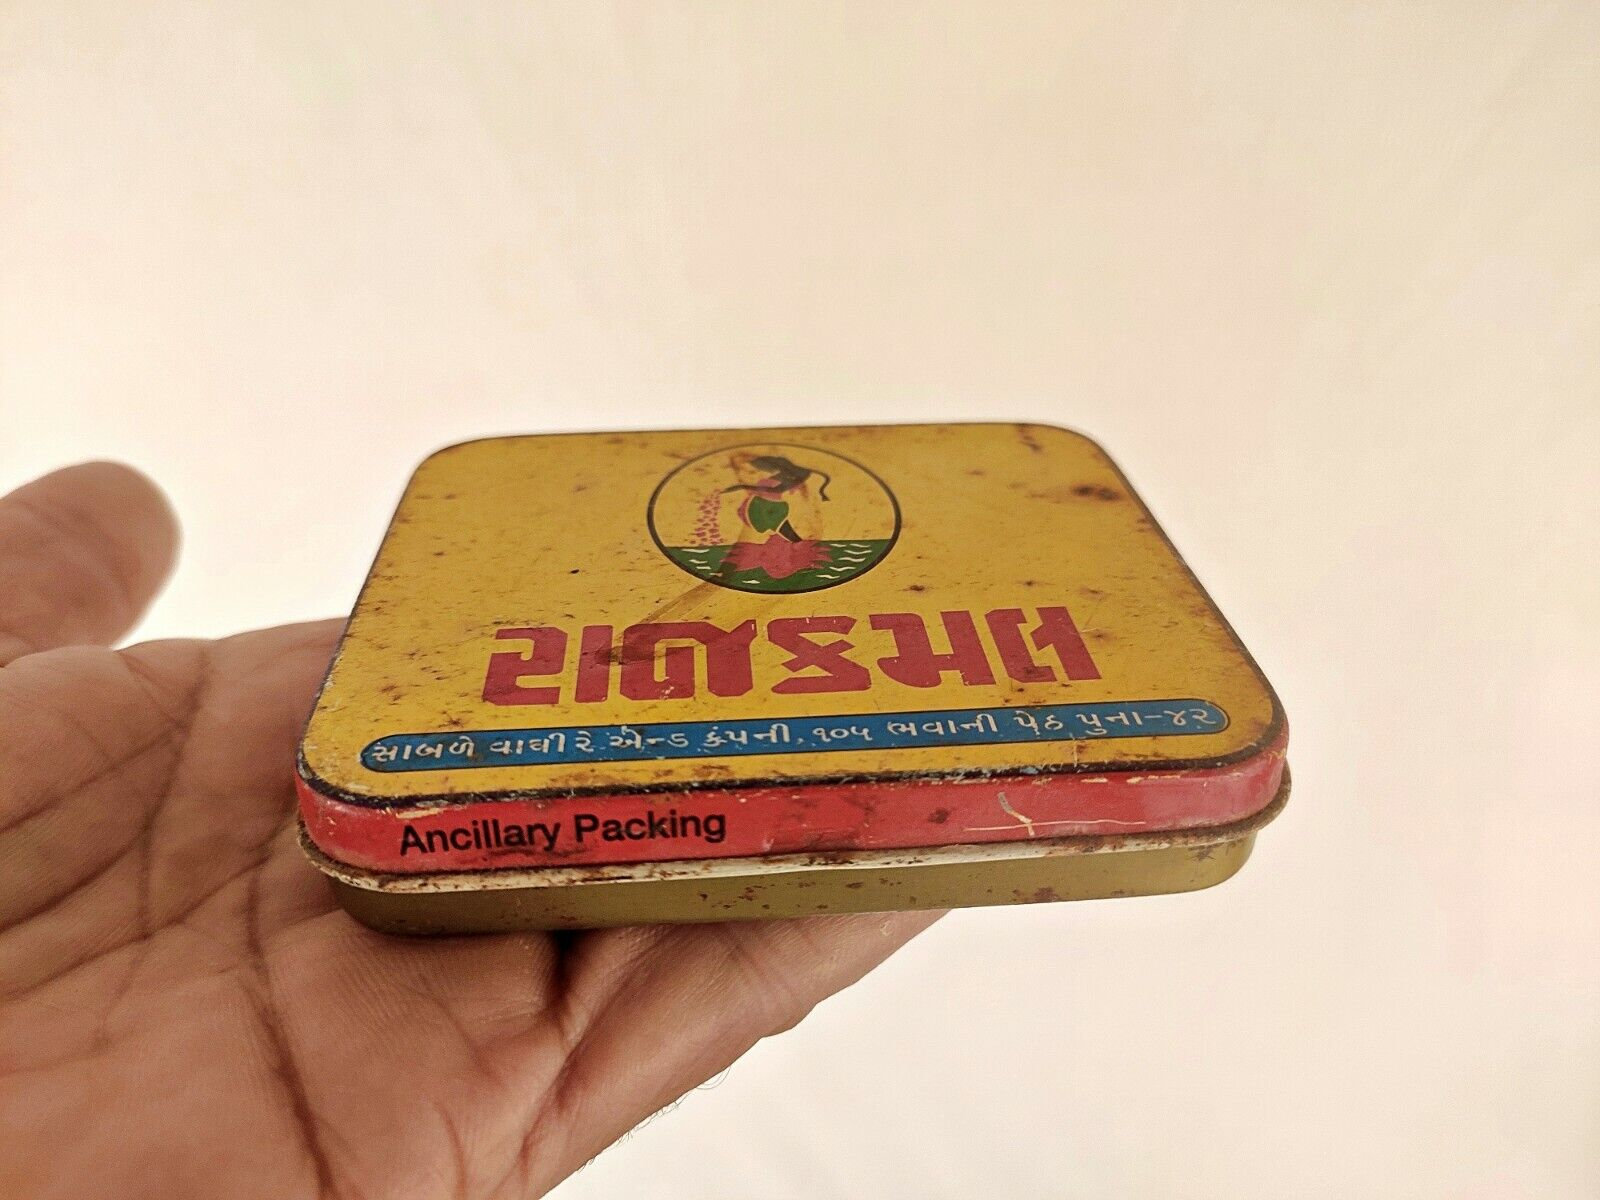 રાજકમલ
સાબળે વાઘીરે એન્ડ કંપની. ૧૦૫ ભવાની પેઠ પુના-૪૨
Ancillary Packing